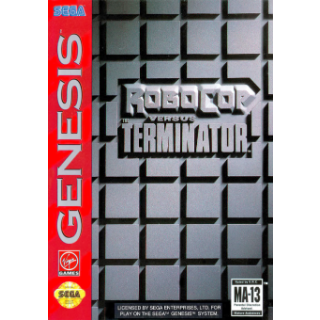 SEGA
GENESIS
ROBOCOP
VERSUS
THE TERMINATOR
Virgin
GAMES
SEGA
LICENSED BY SEGA ENTERPRISES, LTD. FOR
PLAY ON THE SEGA™ GENESIS™ SYSTEM.
MA-13